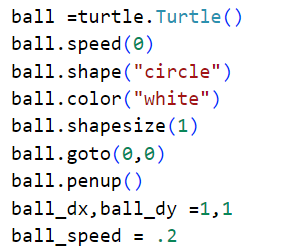 ball =turtle.Turtle()
ball.speed(0)
ball.shape("circle")
ball.color("white")
ball.shapesize(1)
ball.goto(0,0)
ball.penup()
ball_dx,ball_dy =1,1
ball_speed = .2